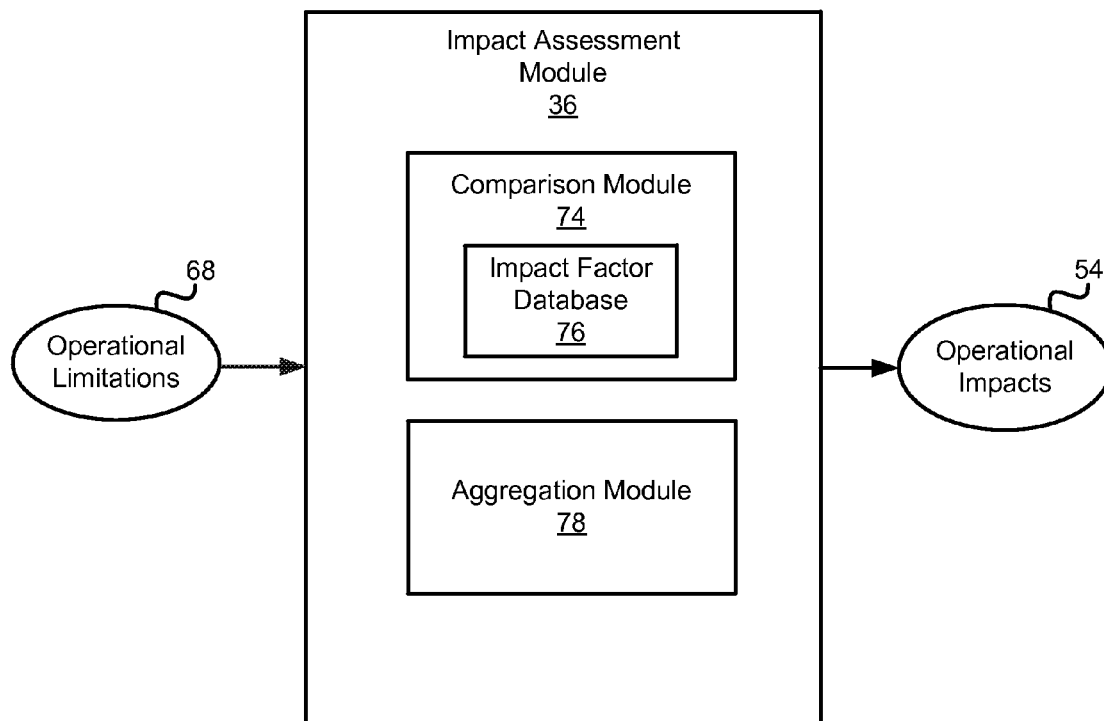 Impact Assessment
Module
36
Comparison Module
74
Impact Factor
Database
76
68
Operational
Limitations
54
Operational
Impacts
Aggregation Module
78